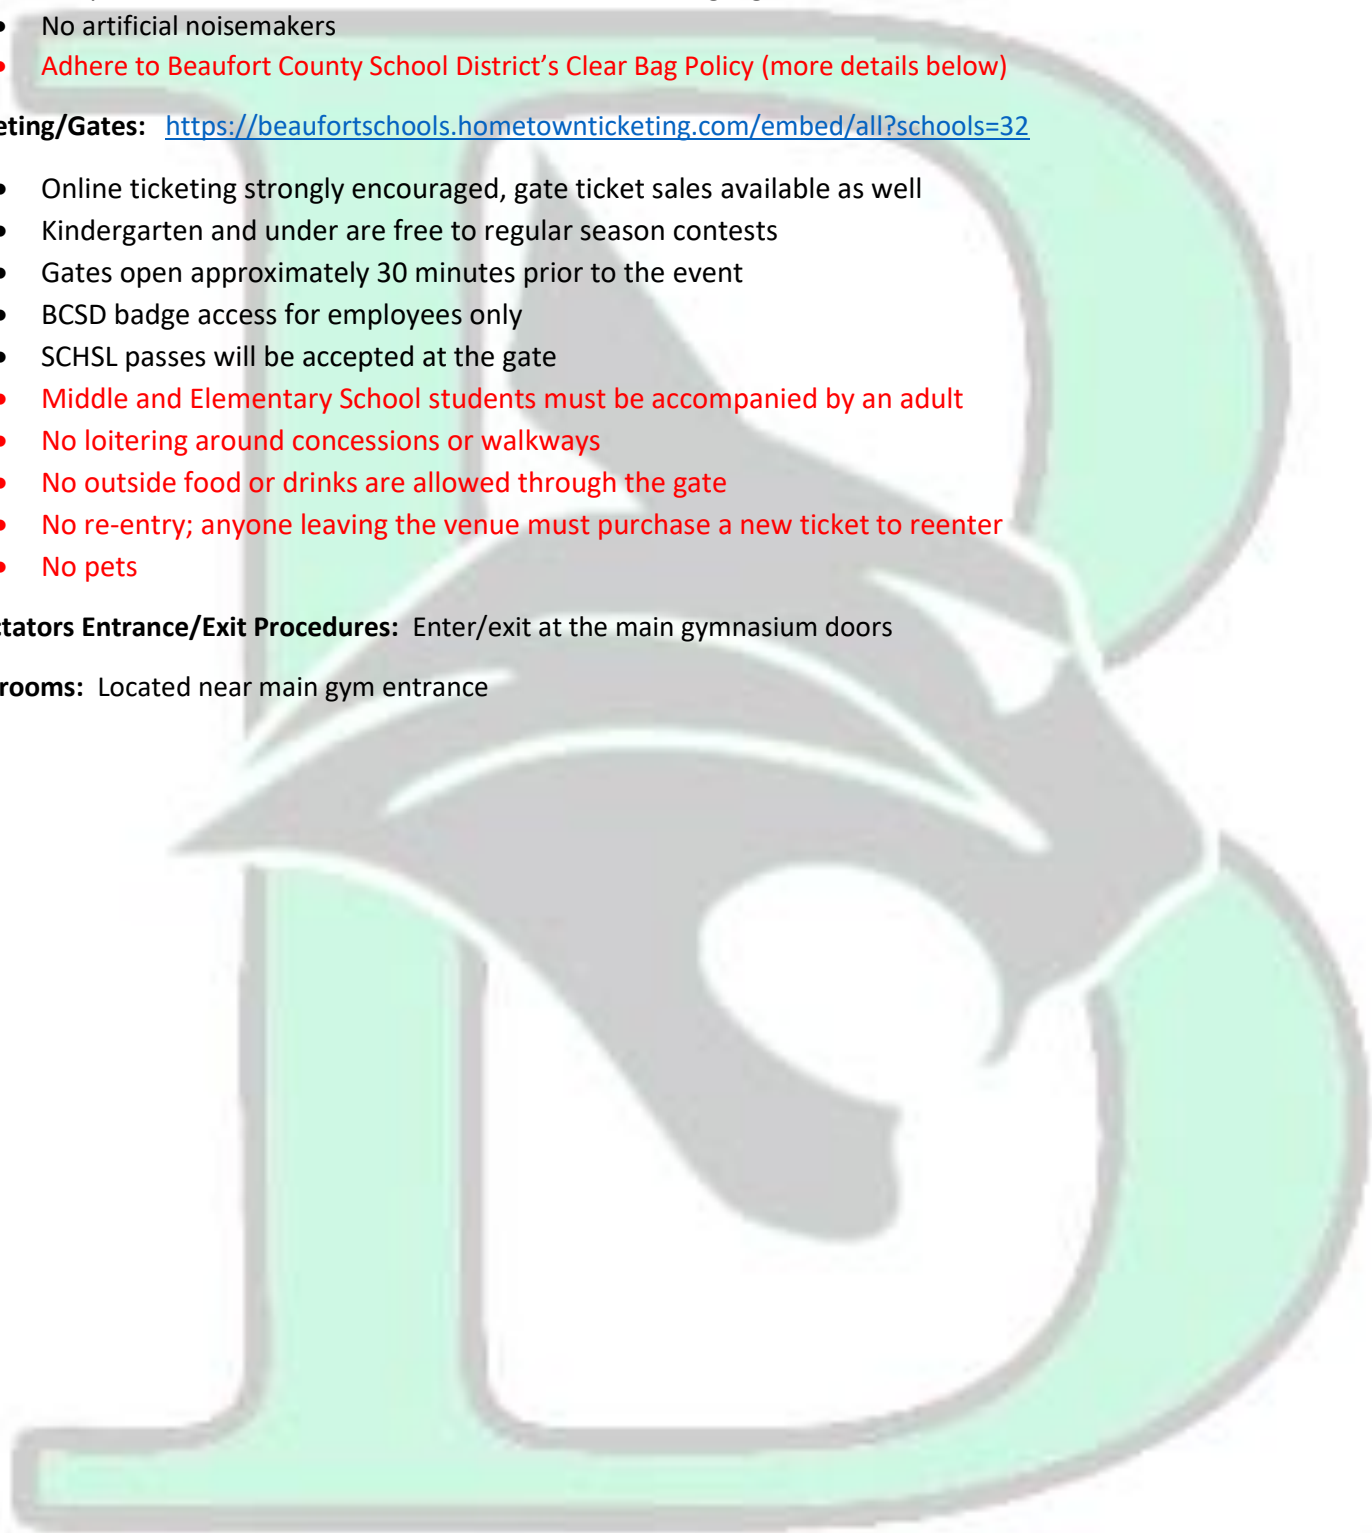 • No artificial noisemakers
• Adhere to Beaufort County School District’s Clear Bag Policy (more details below)
eting/Gates: https://beaufortschools.hometownticketing.com/embed/all?schools=32
• Online ticketing strongly encouraged, gate ticket sales available as well
• Kindergarten and under are free to regular season contests
• Gates open approximately 30 minutes prior to the event
• BCSD badge access for employees only
• SCHSL passes will be accepted at the gate
• Middle and Elementary School students must be accompanied by an adult
• No loitering around concessions or walkways
• No outside food or drinks are allowed through the gate
• No re-entry; anyone leaving the venue must purchase a new ticket to reenter
• No pets
ctators Entrance/Exit Procedures: Enter/exit at the main gymnasium doors
rooms: Located near main gym entrance
B